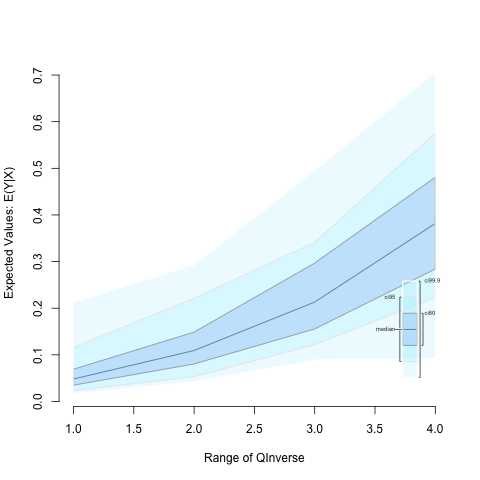 0.7
0.6
0.5
0.4
0.3
0.2
0.1
0.0
Expected Values: E(Y|X)
ci99.9
ci95
ci80
median
1.0 1.5 2.0 2.5 3.0 3.5 4.0
Range of QInverse